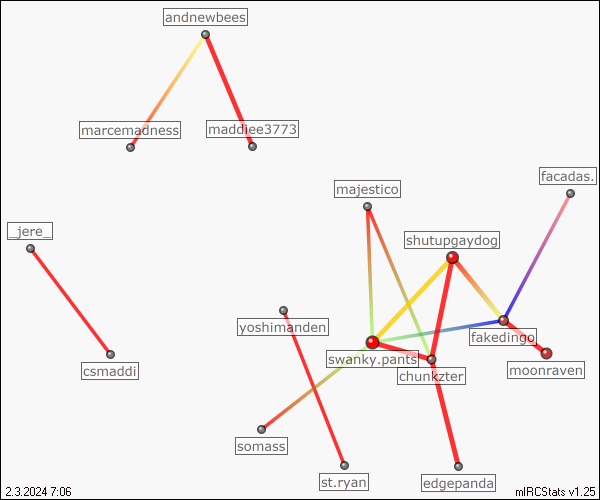 andnewbees
marcemadness
maddiee3773
facadas.
majestico
_jere_
shutupgaydog
yoshimanden
fakedingo
swanky.pants
csmaddi
chunkzter
moonraven
somass
st.ryan
edgepanda
2.3.2024 7:06
mIRCStats v1.25